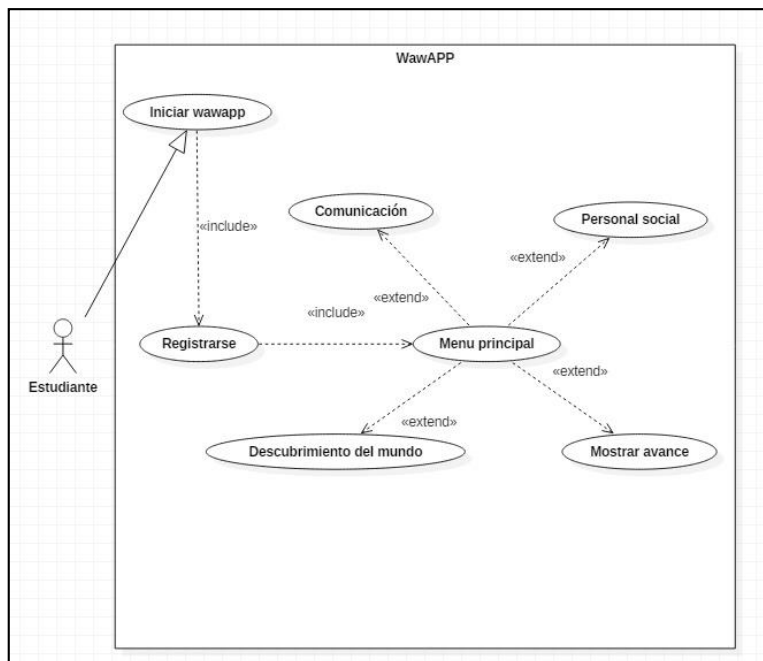 WawAPP
Iniciar wawapp
Comunicación
Personal social
«include»
«extend»
«extend»
«include»
Registrarse
Menu principal
Estudiante
«extend»
«extend»
Descubrimiento del mundo
Mostrar avance